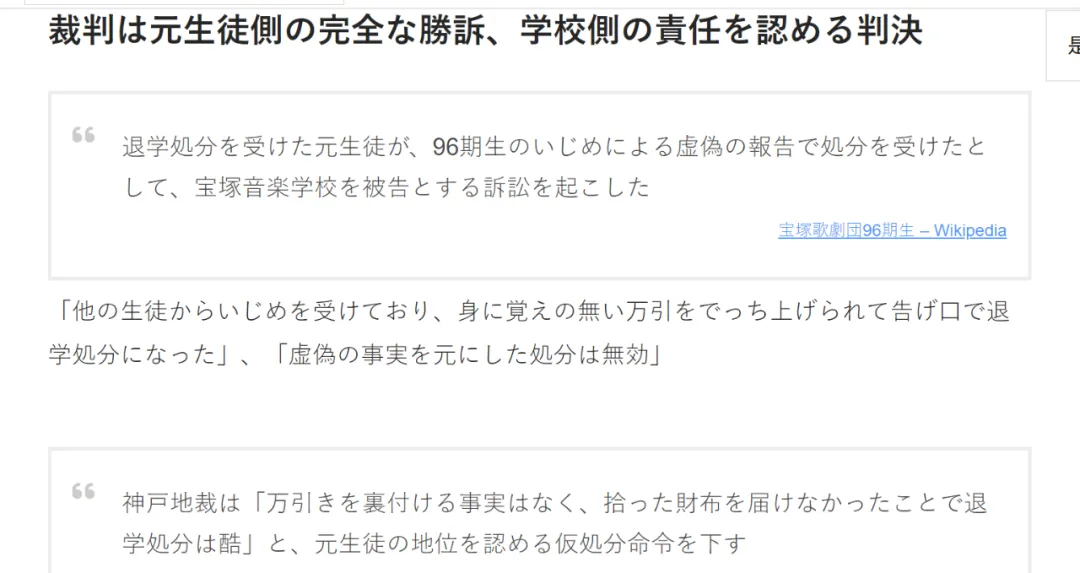 裁判は元生徒側の完全な勝訴、学校側の責任を認める判決
退学処分を受けた元生徒が、96期生のいじめによる虚偽の報告で処分を受けたと
して、宝塚音楽学校を被告とする訴訟を起こした
宝塚歌劇団96期生 – Wikipedia
「他の生徒からいじめを受けており、身に覚えの無い万引をでっち上げられて告げ口で退
学処分になった」、「虚偽の事実を元にした処分は無効」
神戸地裁は「万引きを裏付ける事実はなく、拾った財布を届けなかったことで退
学処分は酷」と、元生徒の地位を認める仮処分命令を下す